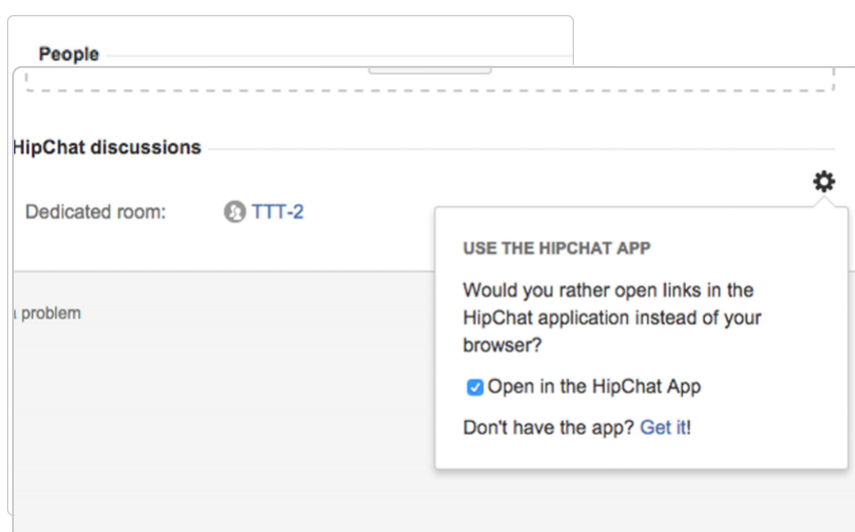 People
HipChat discussions
Dedicated room: TTT-2
USE THE HIPCHAT APP
Would you rather open links in the
HipChat application instead of your
browser?
Open in the HipChat App
Don't have the app? Get it!
a problem